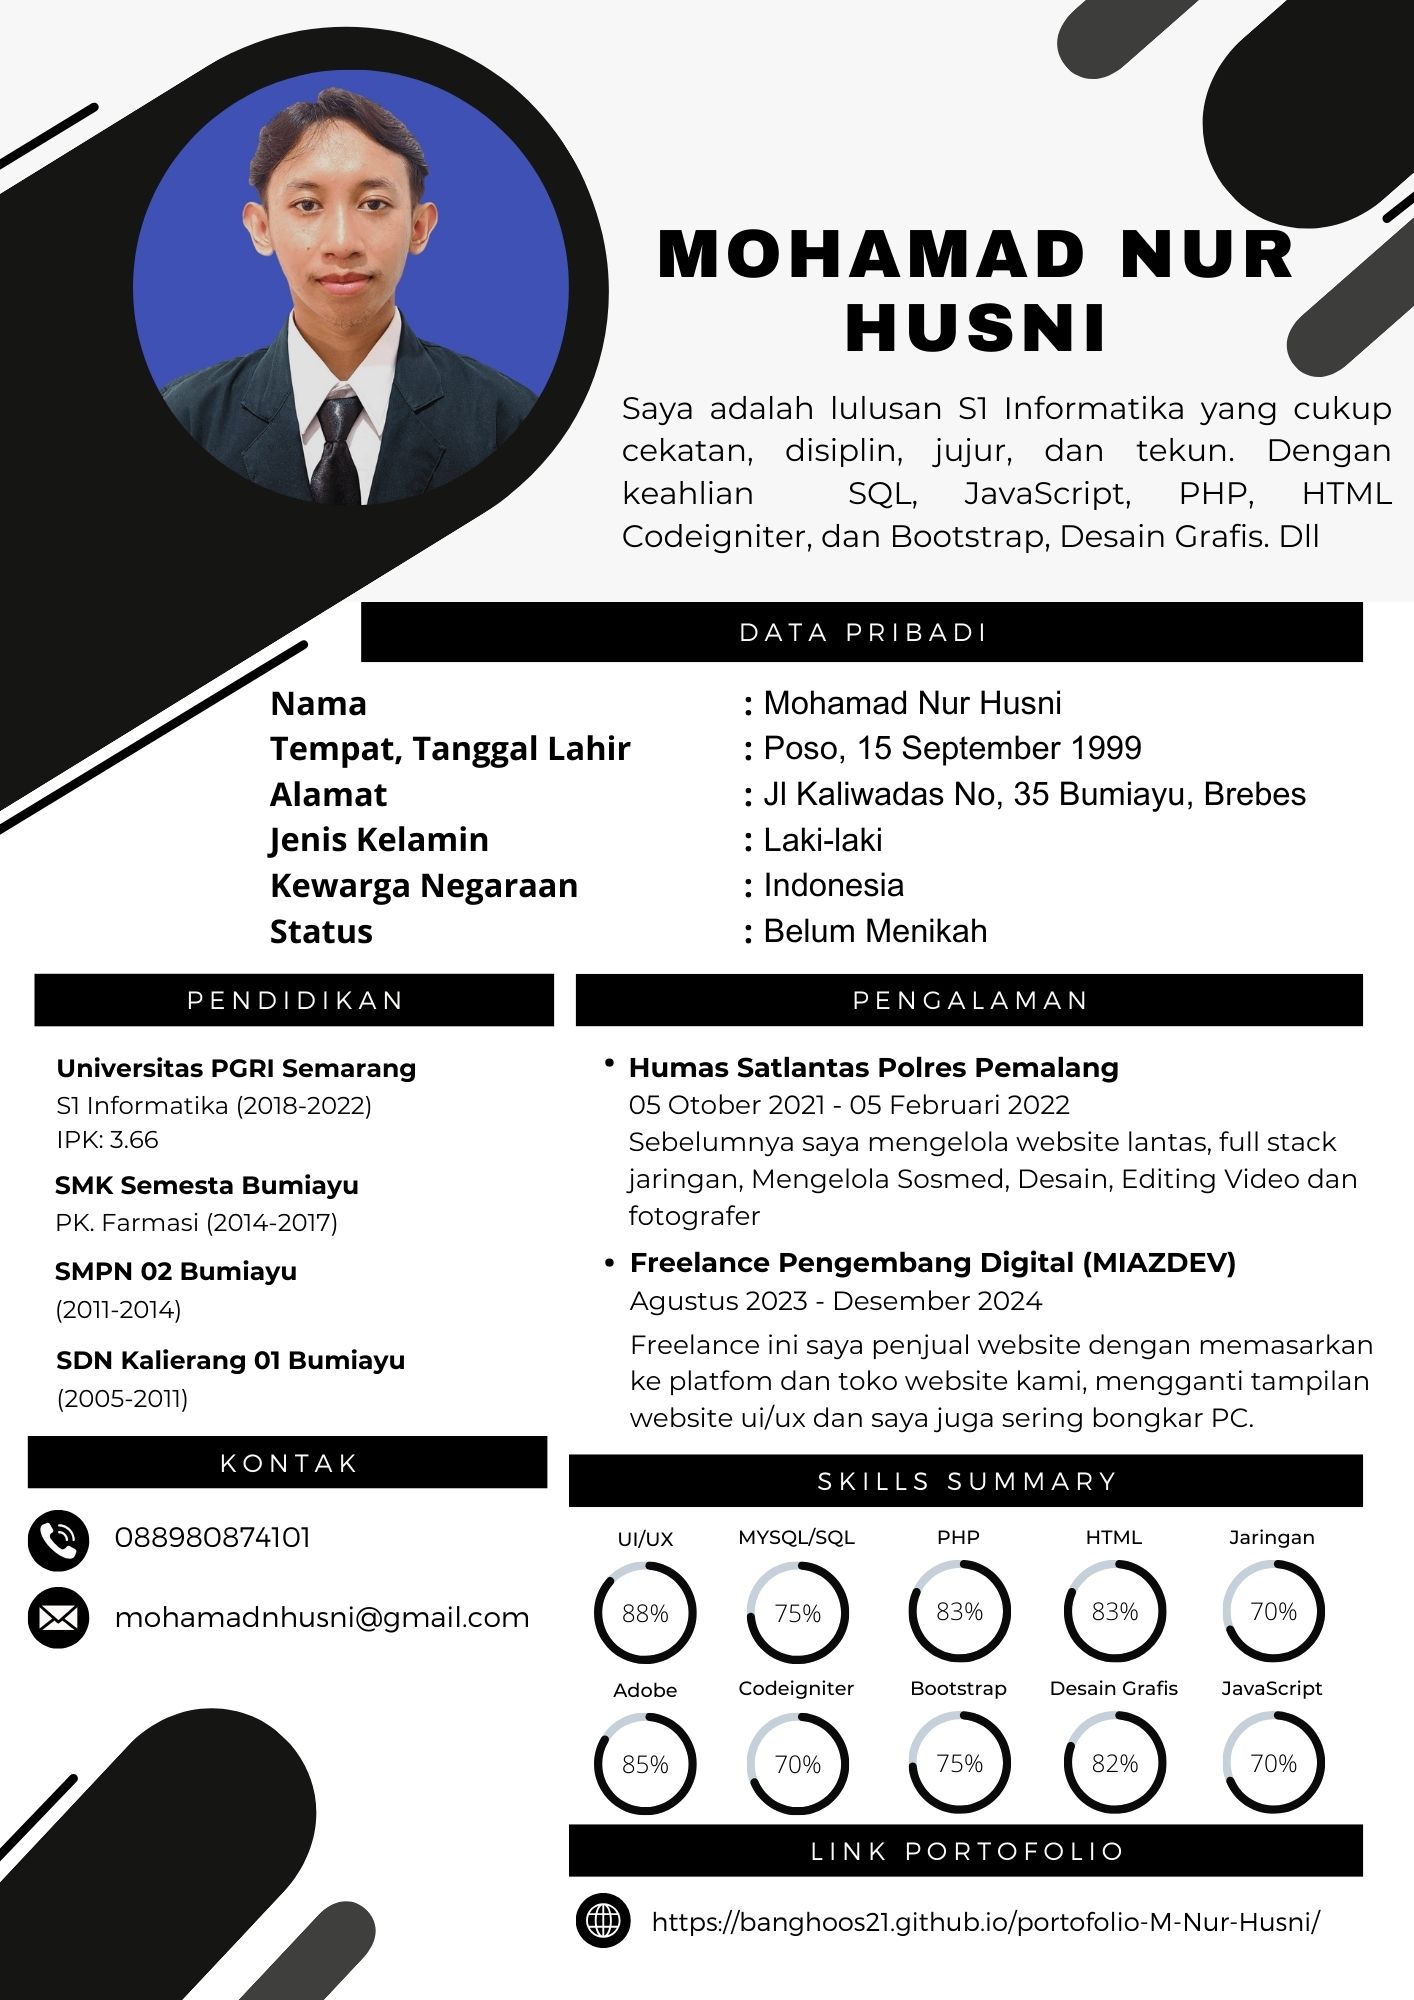 MOHAMAD NUR
HUSNI
Saya adalah lulusan S1 Informatika yang cukup
cekatan, disiplin, jujur, dan tekun. Dengan
keahlian SQL, JavaScript, PHP, HTML
Codeigniter, dan Bootstrap, Desain Grafis. Dll
DATA PRIBADI
Nama : Mohamad Nur Husni
Tempat, Tanggal Lahir : Poso, 15 September 1999
Alamat : Jl Kaliwadas No, 35 Bumiayu, Brebes
Jenis Kelamin : Laki-laki
Kewarga Negaraan : Indonesia
Status : Belum Menikah
PENDIDIKAN
Universitas PGRI Semarang
S1 Informatika (2018-2022)
IPK: 3.66
SMK Semesta Bumiayu
PK. Farmasi (2014-2017)
SMPN 02 Bumiayu
(2011-2014)
SDN Kalierang 01 Bumiayu
(2005-2011)
KONTAK
088980874101
mohamadnhusni@gmail.com
PENGALAMAN
• Humas Satlantas Polres Pemalang
05 Otober 2021 - 05 Februari 2022
Sebelumnya saya mengelola website lantas, full stack
jaringan, Mengelola Sosmed, Desain, Editing Video dan
fotografer
• Freelance Pengembang Digital (MIAZDEV)
Agustus 2023 - Desember 2024
Freelance ini saya penjual website dengan memasarkan
ke platfom dan toko website kami, mengganti tampilan
website ui/ux dan saya juga sering bongkar PC.
SKILLS SUMMARY
UI/UX MYSQL/SQL PHP HTML Jaringan
88% 75% 83% 83% 70%
Adobe Codeigniter Bootstrap Desain Grafis JavaScript
85% 70% 75% 82% 70%
LINK PORTOFOLIO
https://banghoos21.github.io/portofolio-M-Nur-Husni/